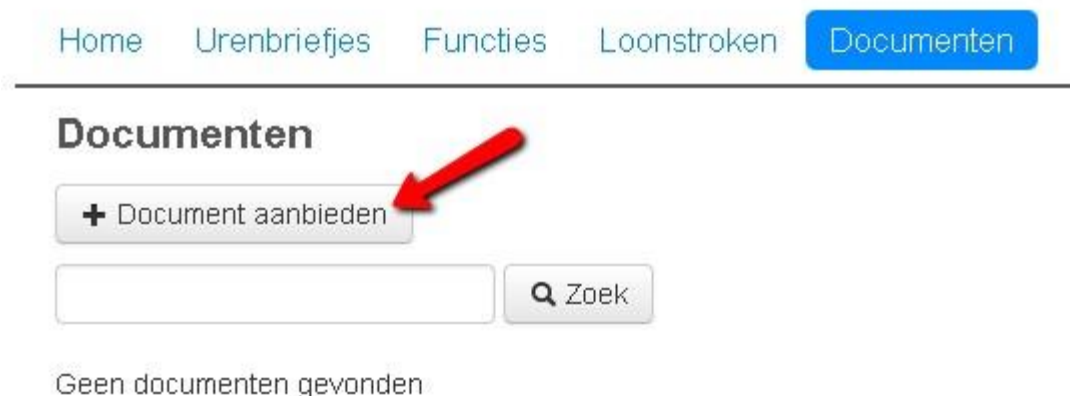 Home Urenbriefjes Functies Loonstroken Documenten
Documenten
+ Document aanbieden
Zoek
Geen documenten gevonden